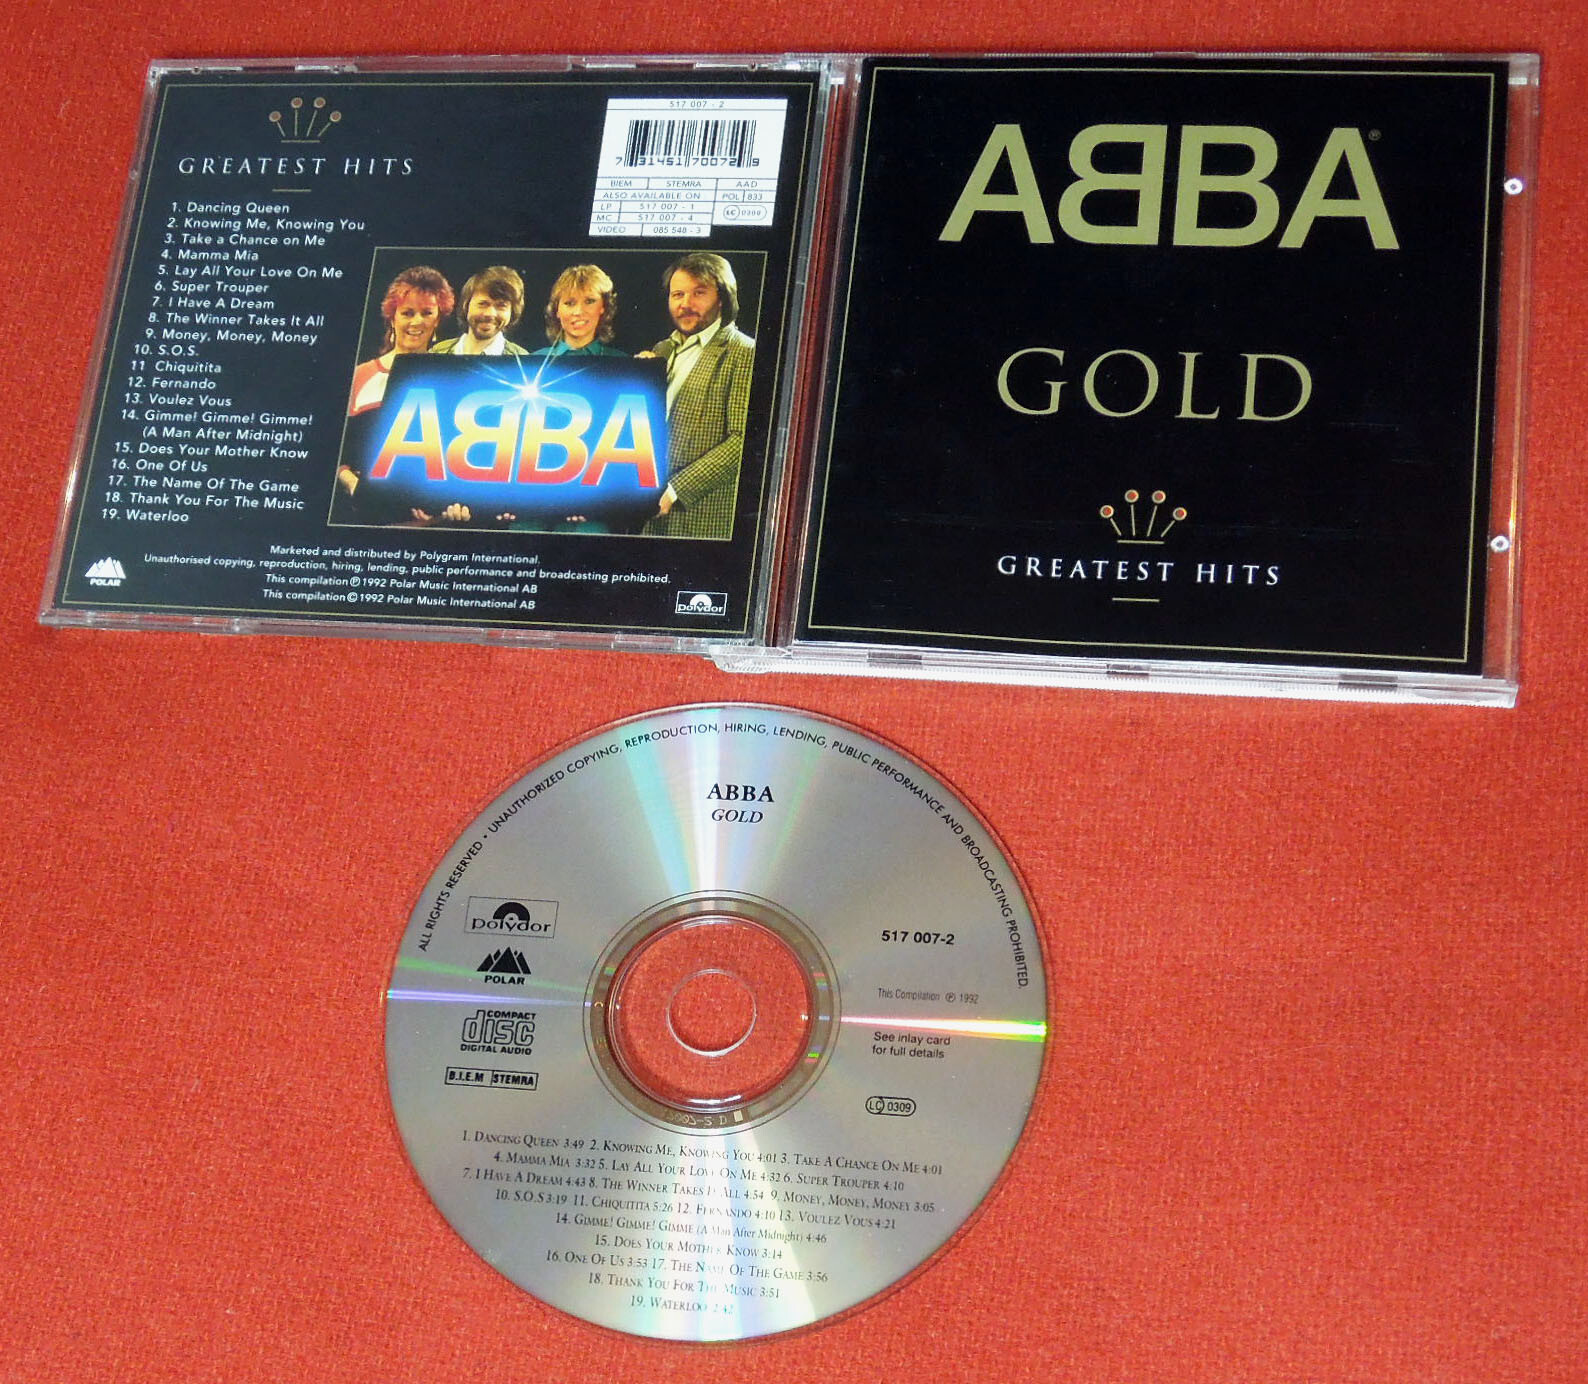 GREATEST HITS
1. Dancing Queen
2. Knowing Me, Knowing You
3. Take a Chance on Me
4. Mamma Mia
5. Lay All Your Love On Me
6. Super Trouper
7. I Have A Dream
8. The Winner Takes It All
9. Money, Money, Money
10. S.O.S.
11 Chiquitita
12. Fernando
13. Voulez Vous
14. Gimme! Gimme! Gimme!
(A Man After Midnight)
15. Does Your Mother Know
16. One Of Us
17. The Name Of The Game
18. Thank You For The Music
19. Waterloo
517 007 - 2
7 31451 70072 9
BIEM STEMRA AAD
ALSO AVAILABLE ON POL 833
LP 517 007 - 1
MC 517 007 - 4 LC 0309
VIDEO 085 548 - 3
ABBA
Marketed and distributed by Polygram International.
Unauthorised copying, reproduction, hiring, lending, public performance and broadcasting prohibited.
This compilation ℗ 1992 Polar Music International AB
This compilation © 1992 Polar Music International AB
POLAR
polydor
ABBA®
GOLD
GREATEST HITS
ALL RIGHTS RESERVED • UNAUTHORIZED COPYING, REPRODUCTION, HIRING, LENDING, PUBLIC PERFORMANCE AND BROADCASTING PROHIBITED.
ABBA
GOLD
polydor
POLAR
COMPACT
disc
DIGITAL AUDIO
B.I.E.M STEMRA
517 007-2
This Compilation ℗ 1992
See inlay card
for full details
LC 0309
1. DANCING QUEEN 3:49 2. KNOWING ME, KNOWING YOU 4:01 3. TAKE A CHANCE ON ME 4:01
4. MAMMA MIA 3:32 5. LAY ALL YOUR LOVE ON ME 4:32 6. SUPER TROUPER 4:10
7. I HAVE A DREAM 4:43 8. THE WINNER TAKES IT ALL 4.54 9. MONEY, MONEY, MONEY 3:05
10. S.O.S 3:19 11. CHIQUITITA 5:26 12. FERNANDO 4:10 13. VOULEZ VOUS 4:21
14. GIMME! GIMME! GIMME (A Man After Midnight) 4:46
15. DOES YOUR MOTHER KNOW 3:14
16. ONE OF US 3:53 17. THE NAME OF THE GAME 3:56
18. THANK YOU FOR THE MUSIC 3:51
19. WATERLOO 2:42